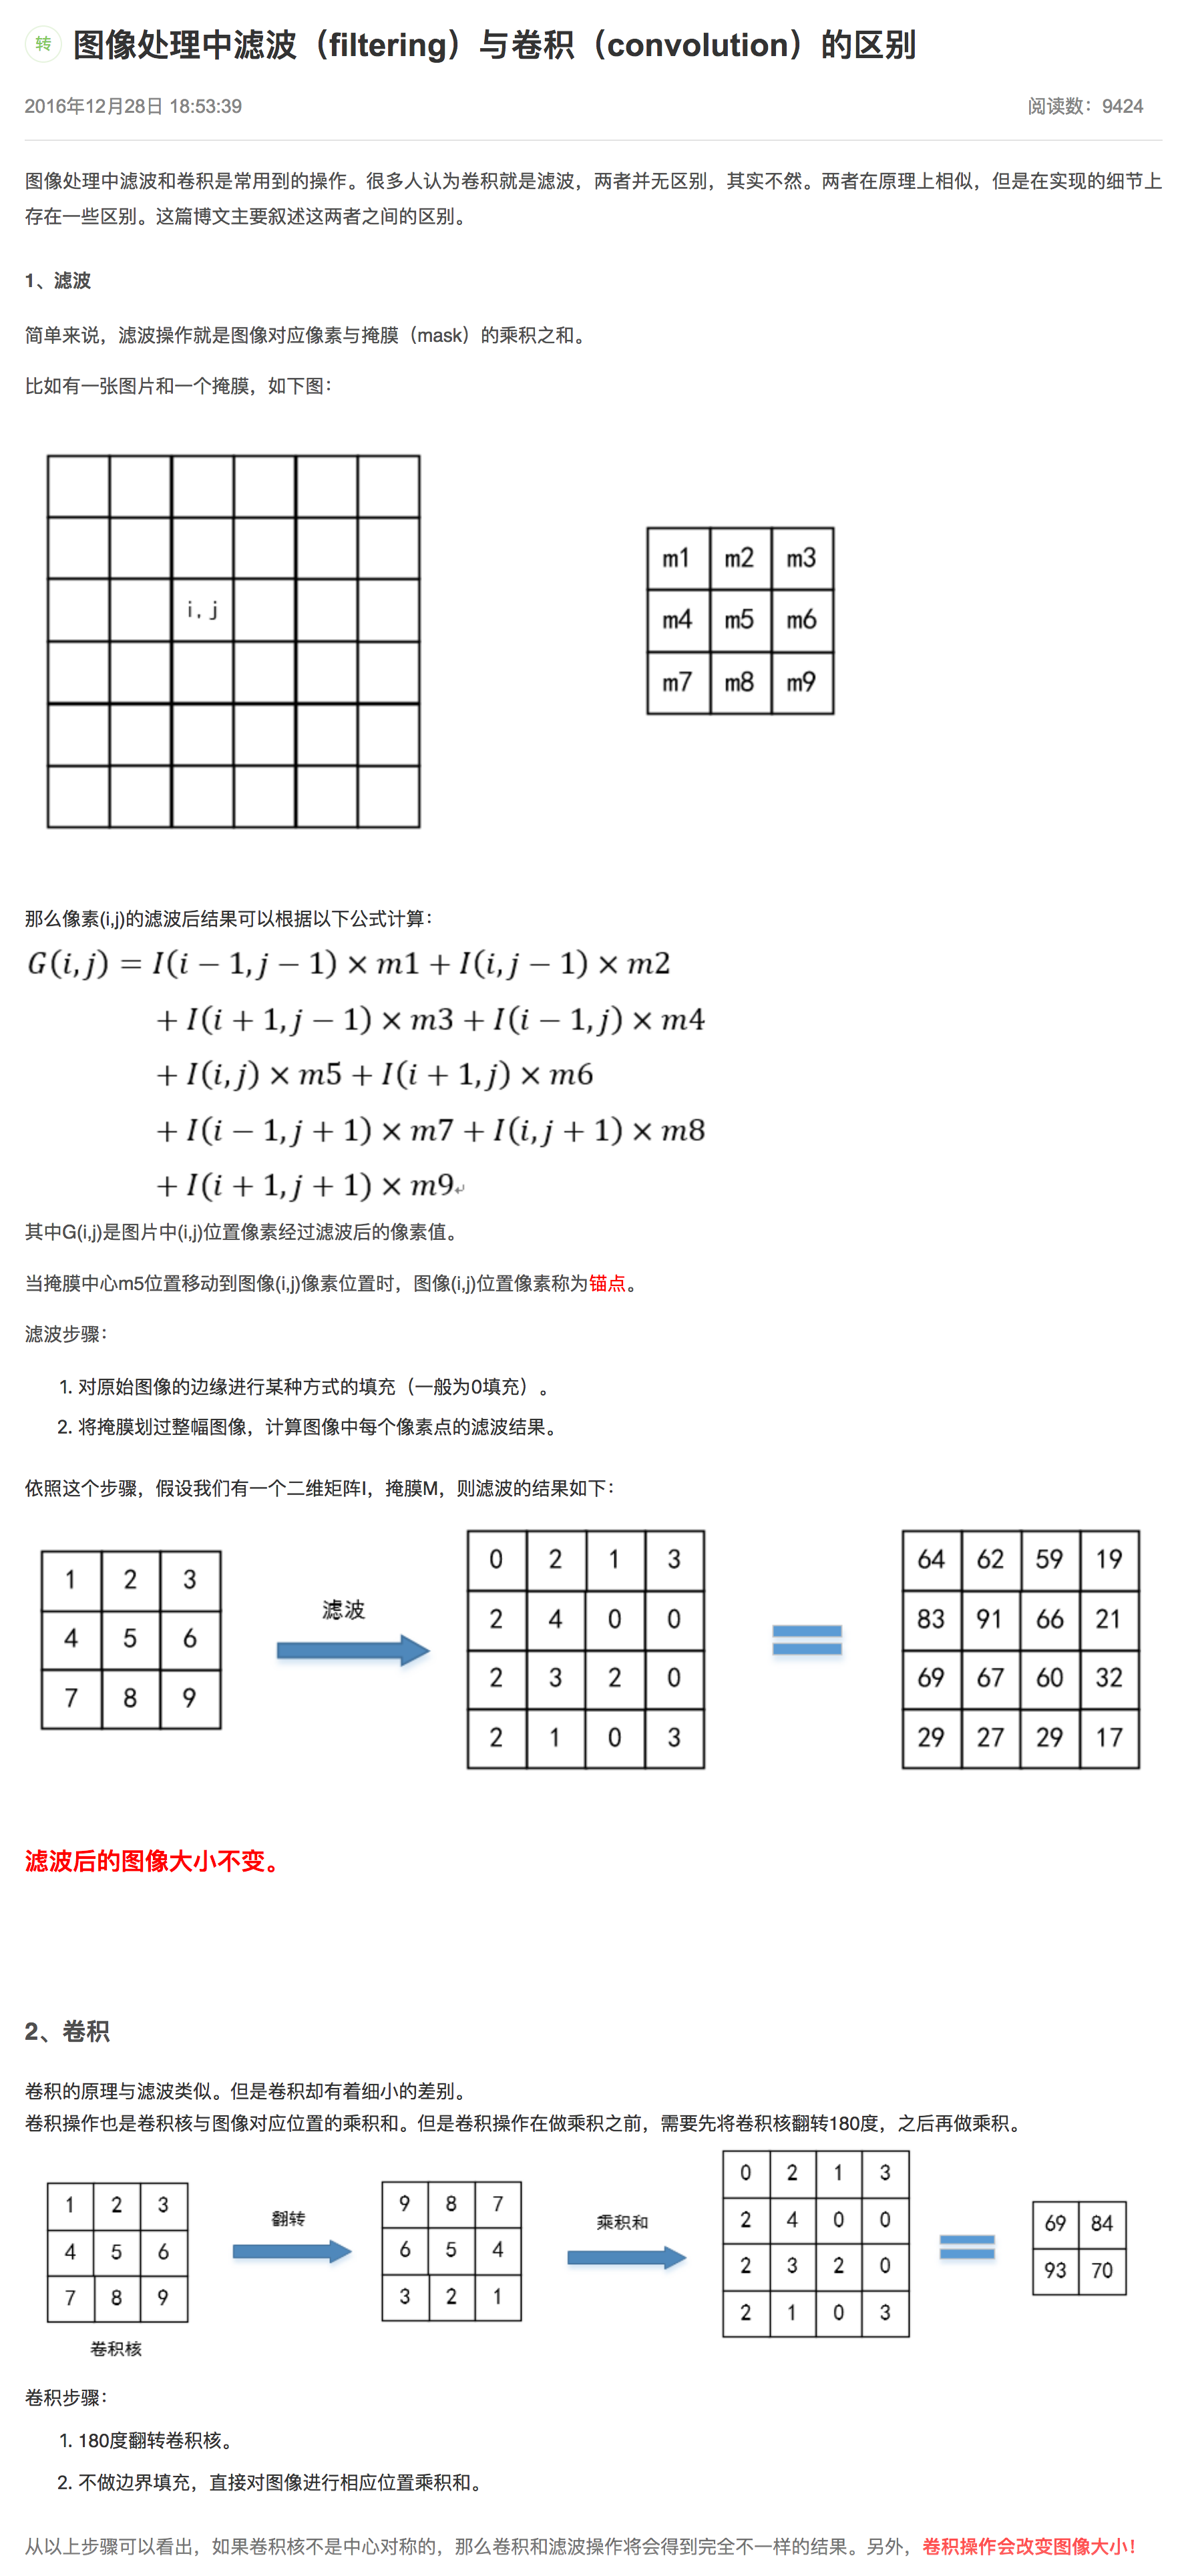 转 图像处理中滤波（filtering）与卷积（convolution）的区别
2016年12月28日 18:53:39 阅读数：9424
图像处理中滤波和卷积是常用到的操作。很多人认为卷积就是滤波，两者并无区别，其实不然。两者在原理上相似，但是在实现的细节上
存在一些区别。这篇博文主要叙述这两者之间的区别。
1、滤波
简单来说，滤波操作就是图像对应像素与掩膜（mask）的乘积之和。
比如有一张图片和一个掩膜，如下图：
i,j
m1 m2 m3
m4 m5 m6
m7 m8 m9
那么像素(i,j)的滤波后结果可以根据以下公式计算：
G(i,j) = I(i − 1,j − 1) × m1 + I(i,j − 1) × m2
+ I(i + 1,j − 1) × m3 + I(i − 1,j) × m4
+ I(i,j) × m5 + I(i + 1,j) × m6
+ I(i − 1,j + 1) × m7 + I(i,j + 1) × m8
+ I(i + 1,j + 1) × m9↵
其中G(i,j)是图片中(i,j)位置像素经过滤波后的像素值。
当掩膜中心m5位置移动到图像(i,j)像素位置时，图像(i,j)位置像素称为锚点。
滤波步骤：
1. 对原始图像的边缘进行某种方式的填充（一般为0填充）。
2. 将掩膜划过整幅图像，计算图像中每个像素点的滤波结果。
依照这个步骤，假设我们有一个二维矩阵I，掩膜M，则滤波的结果如下：
1 2 3
4 5 6
7 8 9
滤波
0 2 1 3
2 4 0 0
2 3 2 0
2 1 0 3
64 62 59 19
83 91 66 21
69 67 60 32
29 27 29 17
滤波后的图像大小不变。
2、卷积
卷积的原理与滤波类似。但是卷积却有着细小的差别。
卷积操作也是卷积核与图像对应位置的乘积和。但是卷积操作在做乘积之前，需要先将卷积核翻转180度，之后再做乘积。
1 2 3
4 5 6
7 8 9
卷积核
翻转
9 8 7
6 5 4
3 2 1
乘积和
0 2 1 3
2 4 0 0
2 3 2 0
2 1 0 3
69 84
93 70
卷积步骤：
1. 180度翻转卷积核。
2. 不做边界填充，直接对图像进行相应位置乘积和。
从以上步骤可以看出，如果卷积核不是中心对称的，那么卷积和滤波操作将会得到完全不一样的结果。另外，卷积操作会改变图像大小！